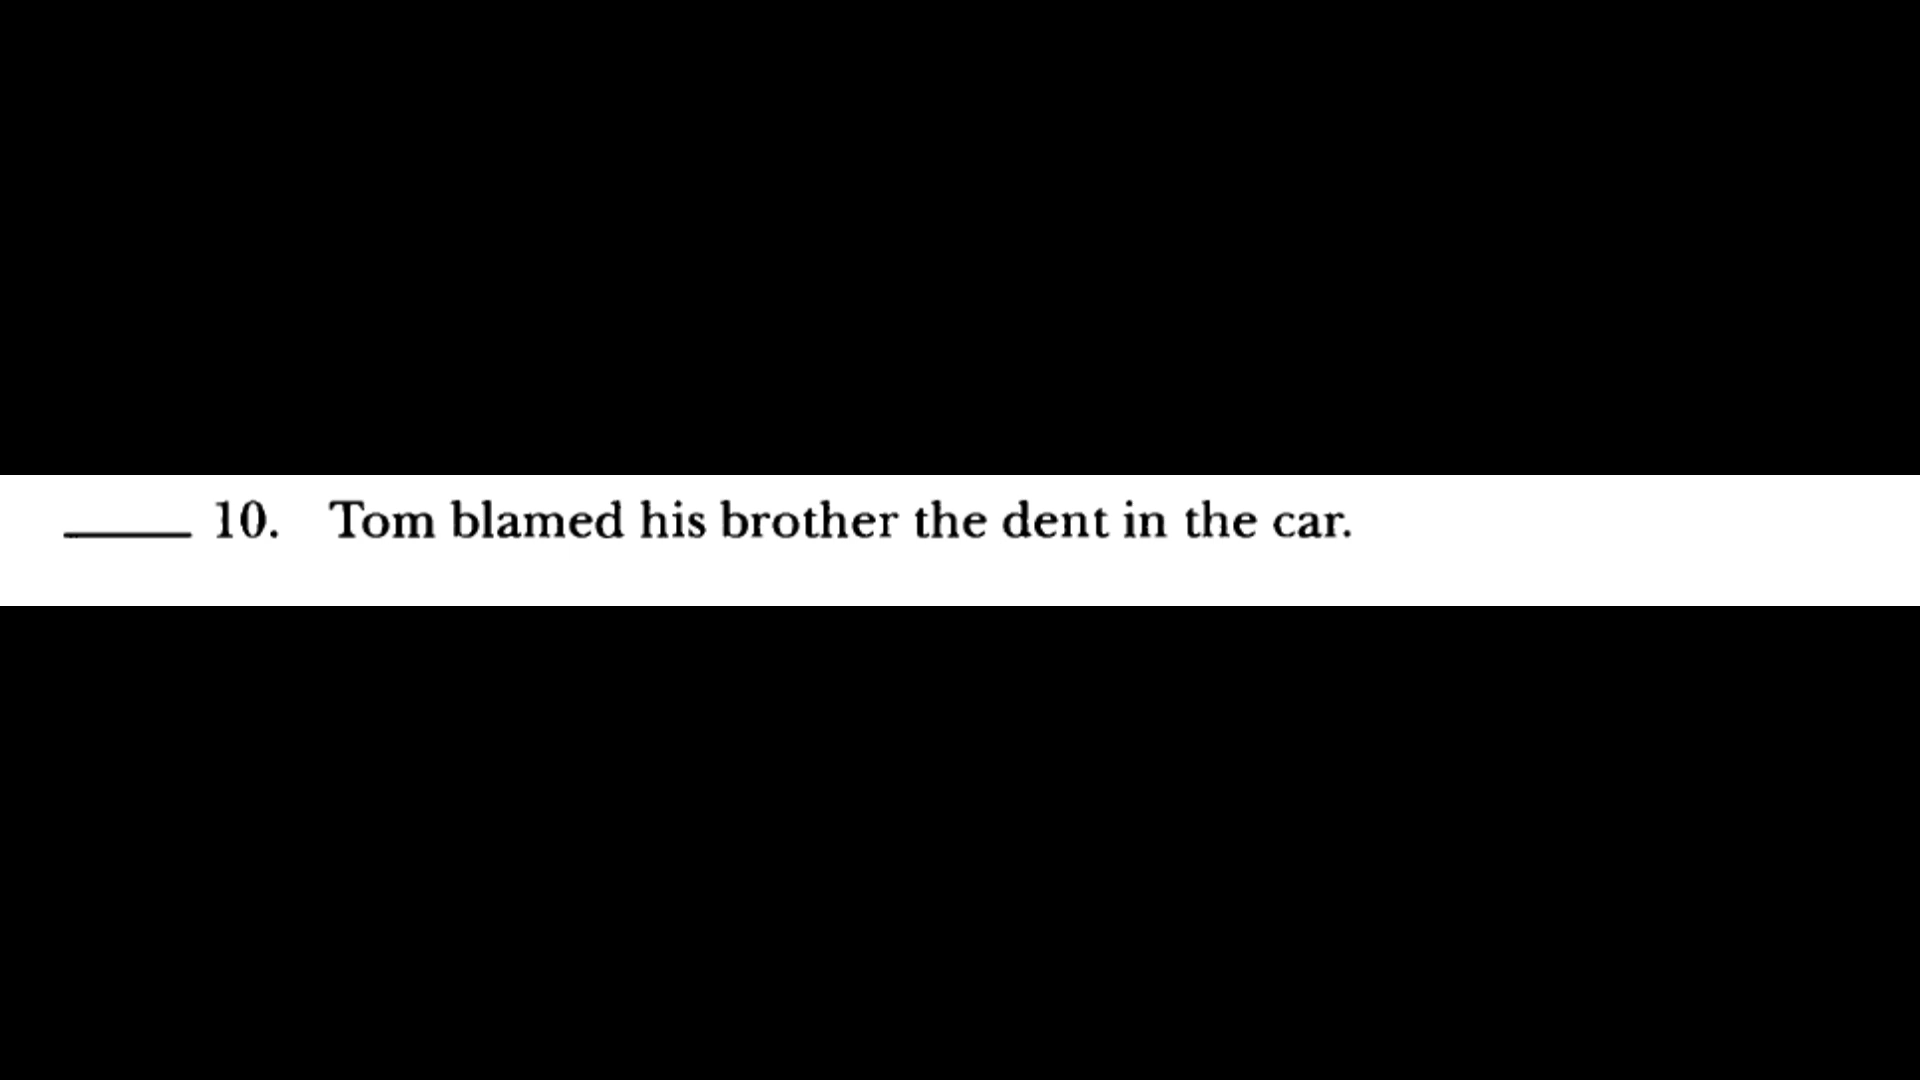 _____ 10. Tom blamed his brother the dent in the car.